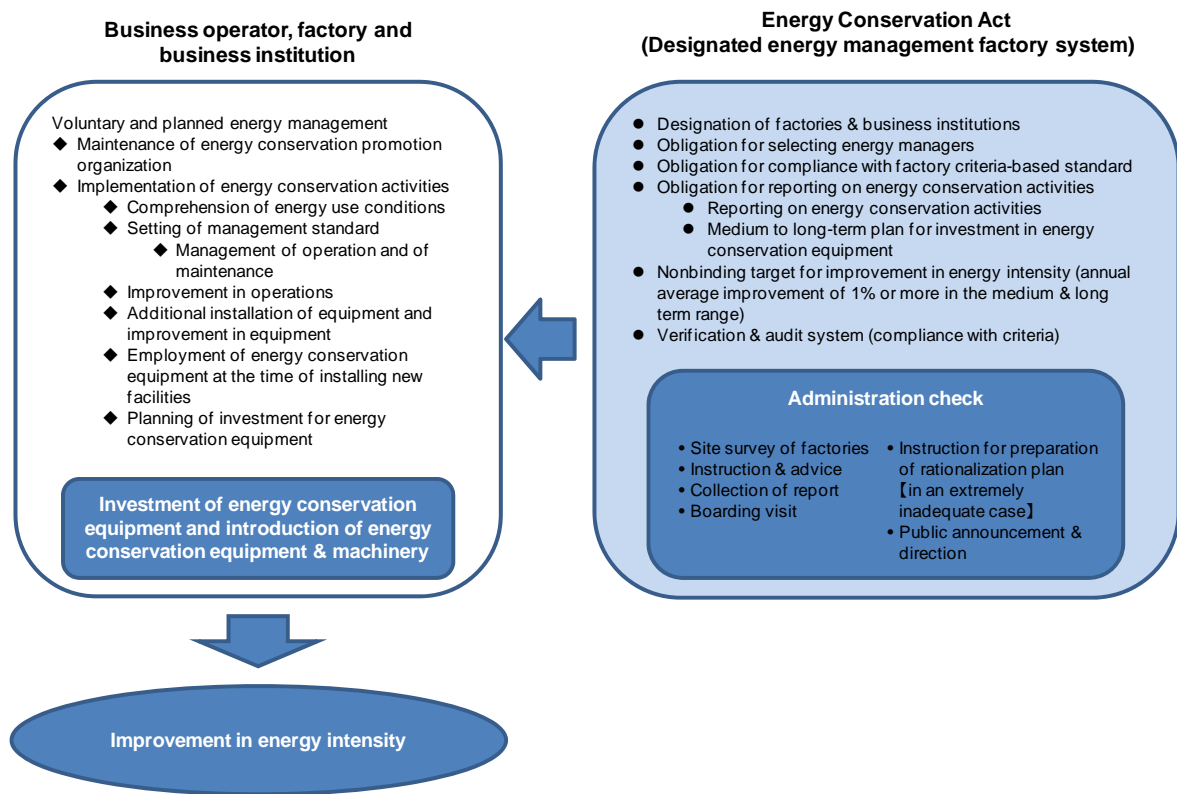 Business operator, factory and
business institution
Voluntary and planned energy management
◆ Maintenance of energy conservation promotion
organization
◆ Implementation of energy conservation activities
◆ Comprehension of energy use conditions
◆ Setting of management standard
◆ Management of operation and of
maintenance
◆ Improvement in operations
◆ Additional installation of equipment and
improvement in equipment
◆ Employment of energy conservation
equipment at the time of installing new
facilities
◆ Planning of investment for energy
conservation equipment
Investment of energy conservation
equipment and introduction of energy
conservation equipment & machinery
Improvement in energy intensity
Energy Conservation Act
(Designated energy management factory system)
● Designation of factories & business institutions
● Obligation for selecting energy managers
● Obligation for compliance with factory criteria-based standard
● Obligation for reporting on energy conservation activities
● Reporting on energy conservation activities
● Medium to long-term plan for investment in energy
conservation equipment
● Nonbinding target for improvement in energy intensity (annual
average improvement of 1% or more in the medium & long
term range)
● Verification & audit system (compliance with criteria)
Administration check
• Site survey of factories
• Instruction & advice
• Collection of report
• Boarding visit
• Instruction for preparation
of rationalization plan
【in an extremely
inadequate case】
• Public announcement &
direction